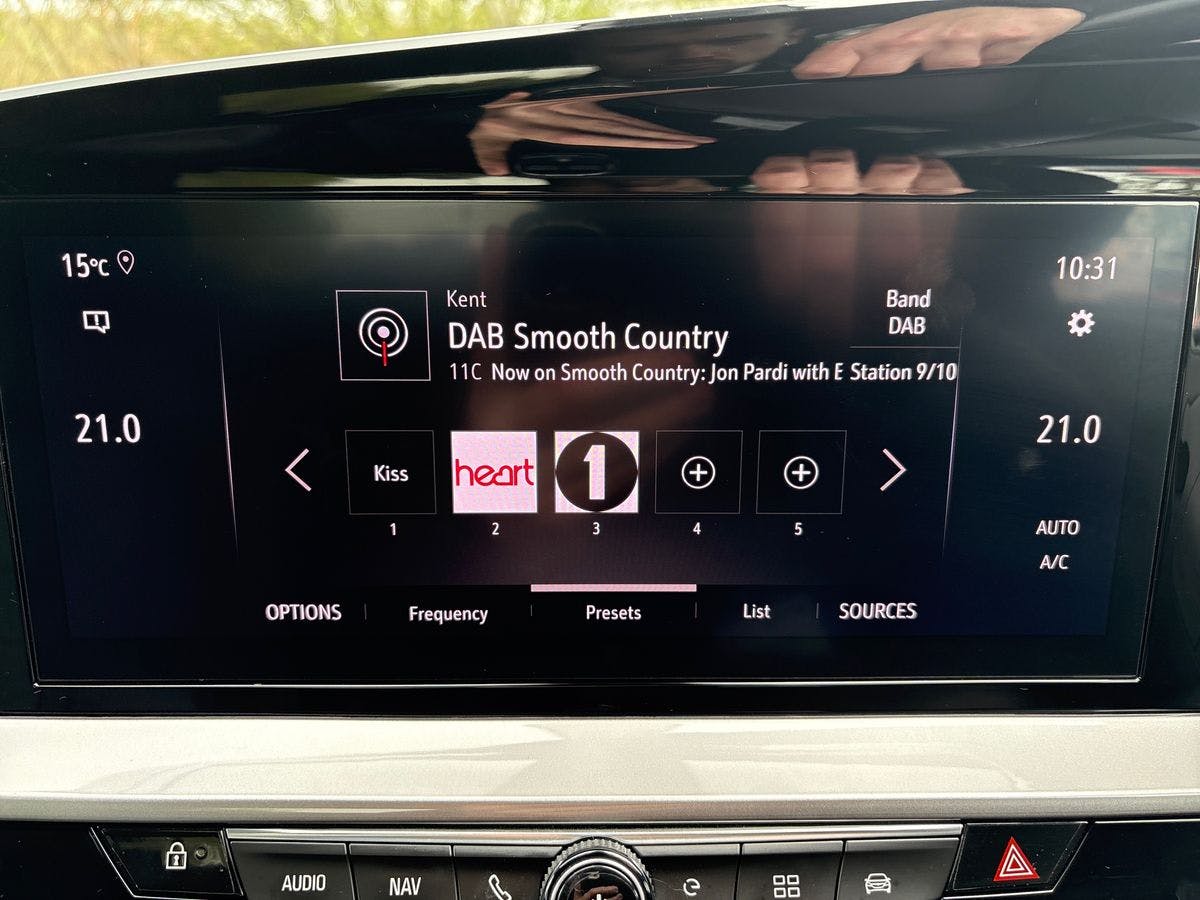 15°C
10:31
Kent
DAB Smooth Country
11C Now on Smooth Country: Jon Pardi with E Station 9/10
Band
DAB
21.0
21.0
Kiss
heart
1
1
2
3
4
5
AUTO
A/C
OPTIONS
Frequency
Presets
List
SOURCES
AUDIO
NAV